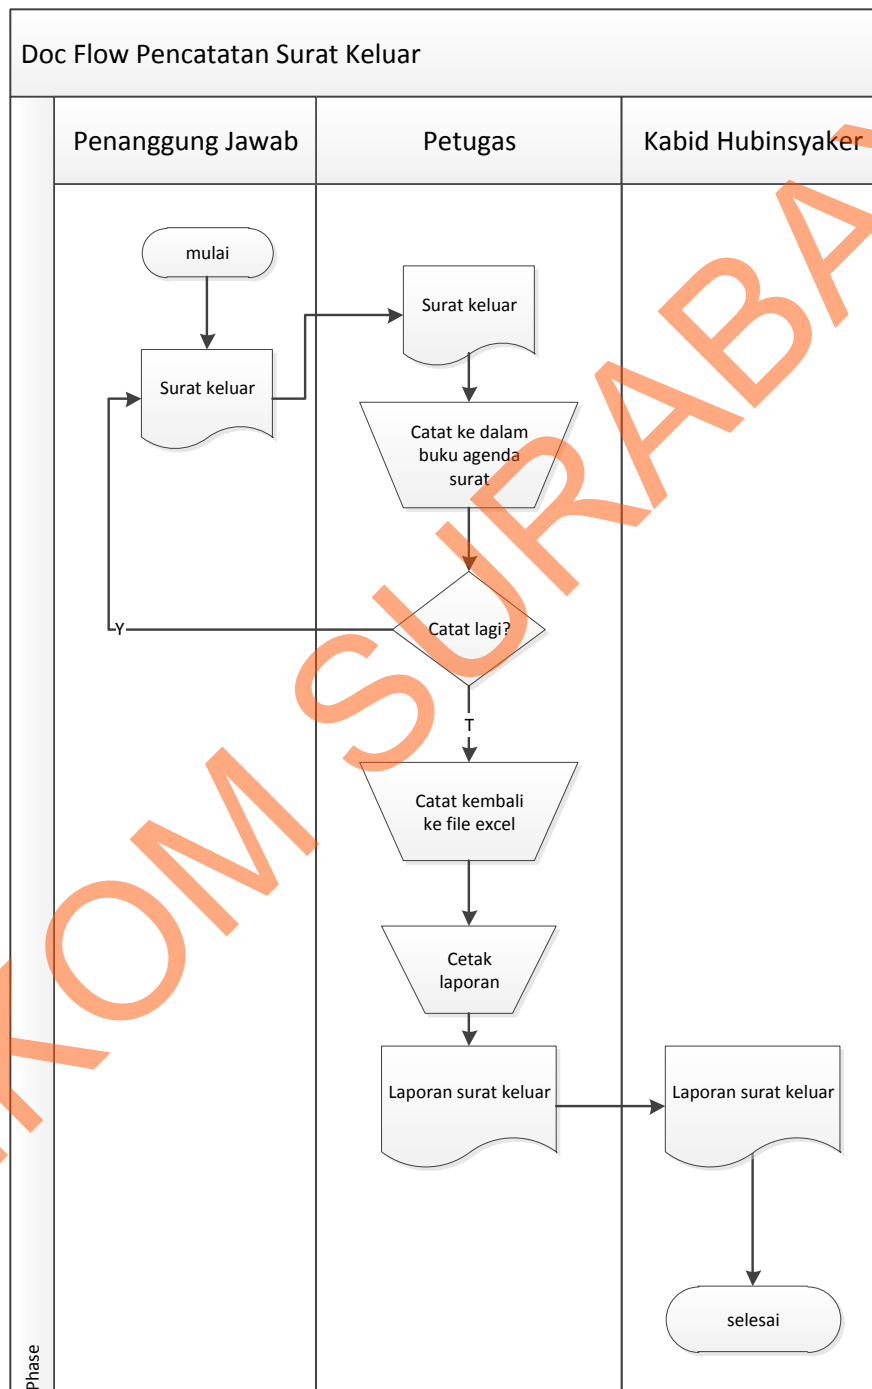 Doc Flow Pencatatan Surat Keluar
Penanggung Jawab
Petugas
Kabid Hubinsyaker
mulai
Surat keluar
Surat keluar
Catat ke dalam
buku agenda
surat
Catat lagi?
Y
T
Catat kembali
ke file excel
Cetak
laporan
Laporan surat keluar
Laporan surat keluar
selesai
Phase
KOM SURABAY